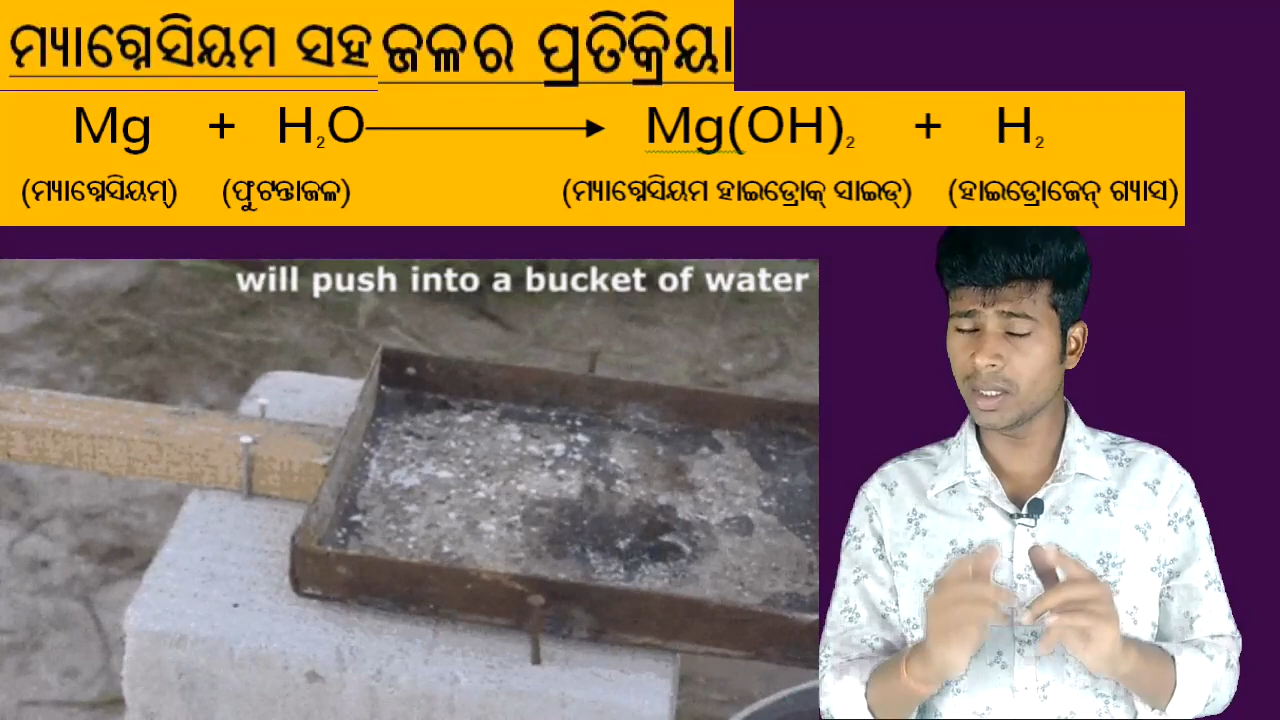 ମ୍ୟାଗ୍ନେସିୟମ ସହ ଜଳର ପ୍ରତିକ୍ରିୟା
Mg + H₂O ⟶ Mg(OH)₂ + H₂
(ମ୍ୟାଗ୍ନେସିୟମ୍) (ଫୁଟନ୍ତାଜଳ) (ମ୍ୟାଗ୍ନେସିୟମ ହାଇଡ୍ରୋକ୍ ସାଇଡ୍) (ହାଇଡ୍ରୋଜେନ୍ ଗ୍ୟାସ)
will push into a bucket of water